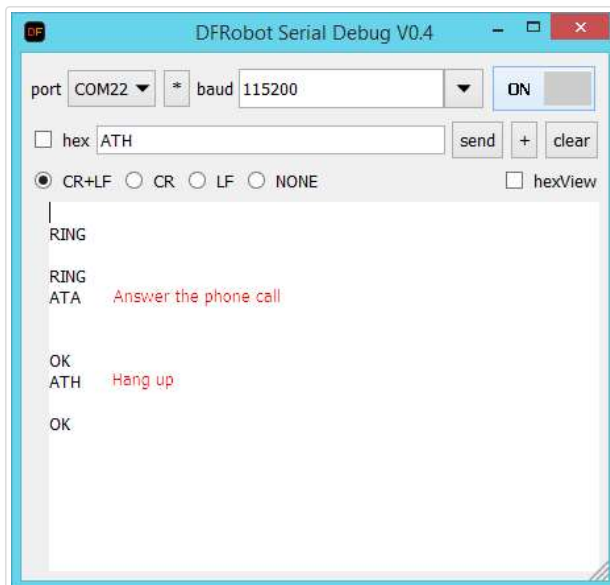 DF
DFRobot Serial Debug V0.4
port COM22 * baud 115200 ON
hex ATH send + clear
CR+LF CR LF NONE hexView
RING
RING
ATA Answer the phone call
OK
ATH Hang up
OK